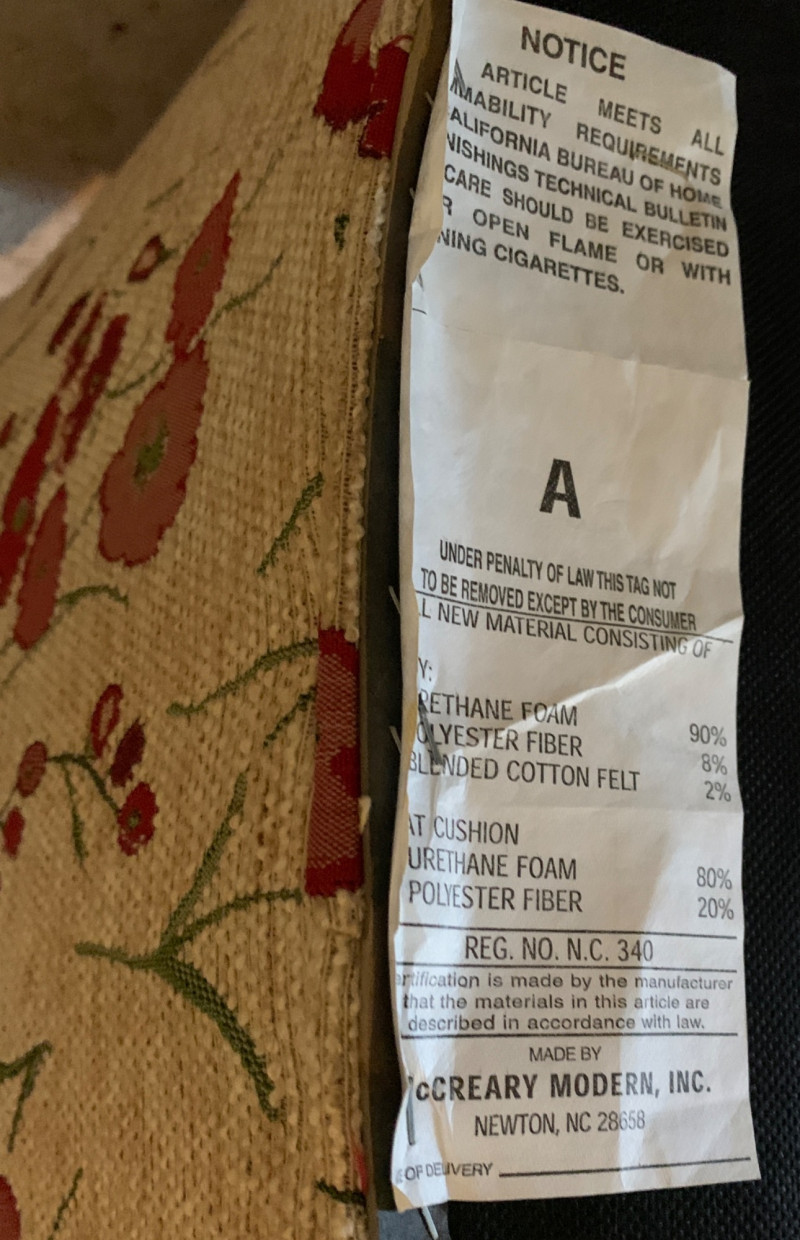 NOTICE
ARTICLE MEETS ALL
MABILITY REQUIREMENTS
ALIFORNIA BUREAU OF HOME
NISHINGS TECHNICAL BULLETIN
CARE SHOULD BE EXERCISED
R OPEN FLAME OR WITH
NING CIGARETTES.
A
UNDER PENALTY OF LAW THIS TAG NOT
TO BE REMOVED EXCEPT BY THE CONSUMER
L NEW MATERIAL CONSISTING OF
Y:
RETHANE FOAM 90%
OLYESTER FIBER 8%
BLENDED COTTON FELT 2%
AT CUSHION
URETHANE FOAM 80%
POLYESTER FIBER 20%
REG. NO. N.C. 340
rtification is made by the manufacturer
that the materials in this article are
described in accordance with law.
MADE BY
McCREARY MODERN, INC.
NEWTON, NC 28658
E OF DELIVERY